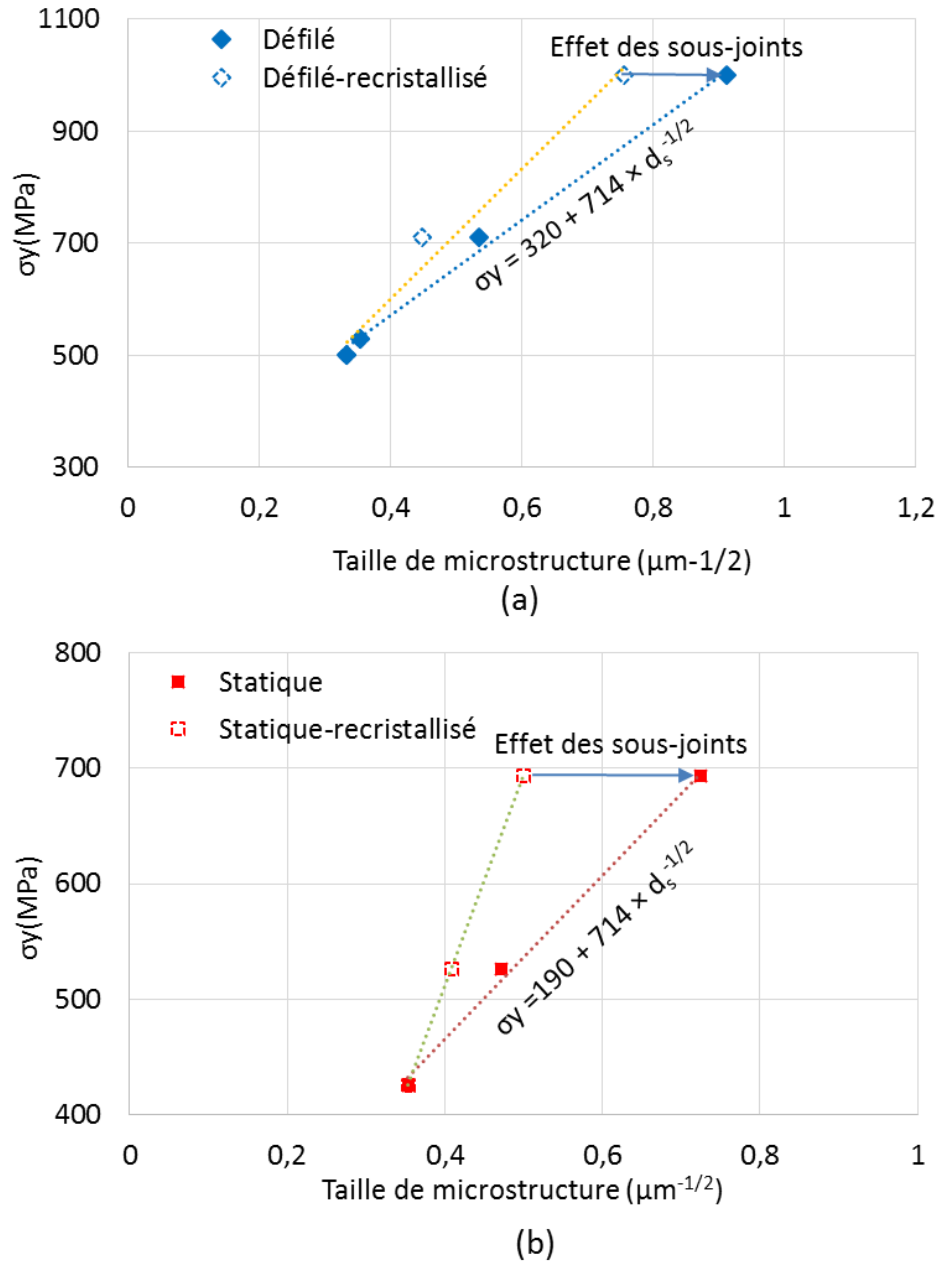 1100
Défilé
Défilé-recristallisé
Effet des sous-joints
900
700
500
300
σy(MPa)
σy = 320 + 714 × dₛ⁻¹/²
0 0,2 0,4 0,6 0,8 1 1,2
Taille de microstructure (µm-1/2)
(a)
800
Statique
Statique-recristallisé
Effet des sous-joints
700
600
500
400
σy(MPa)
σy =190 + 714 × dₛ⁻¹/²
0 0,2 0,4 0,6 0,8 1
Taille de microstructure (µm⁻¹/²)
(b)